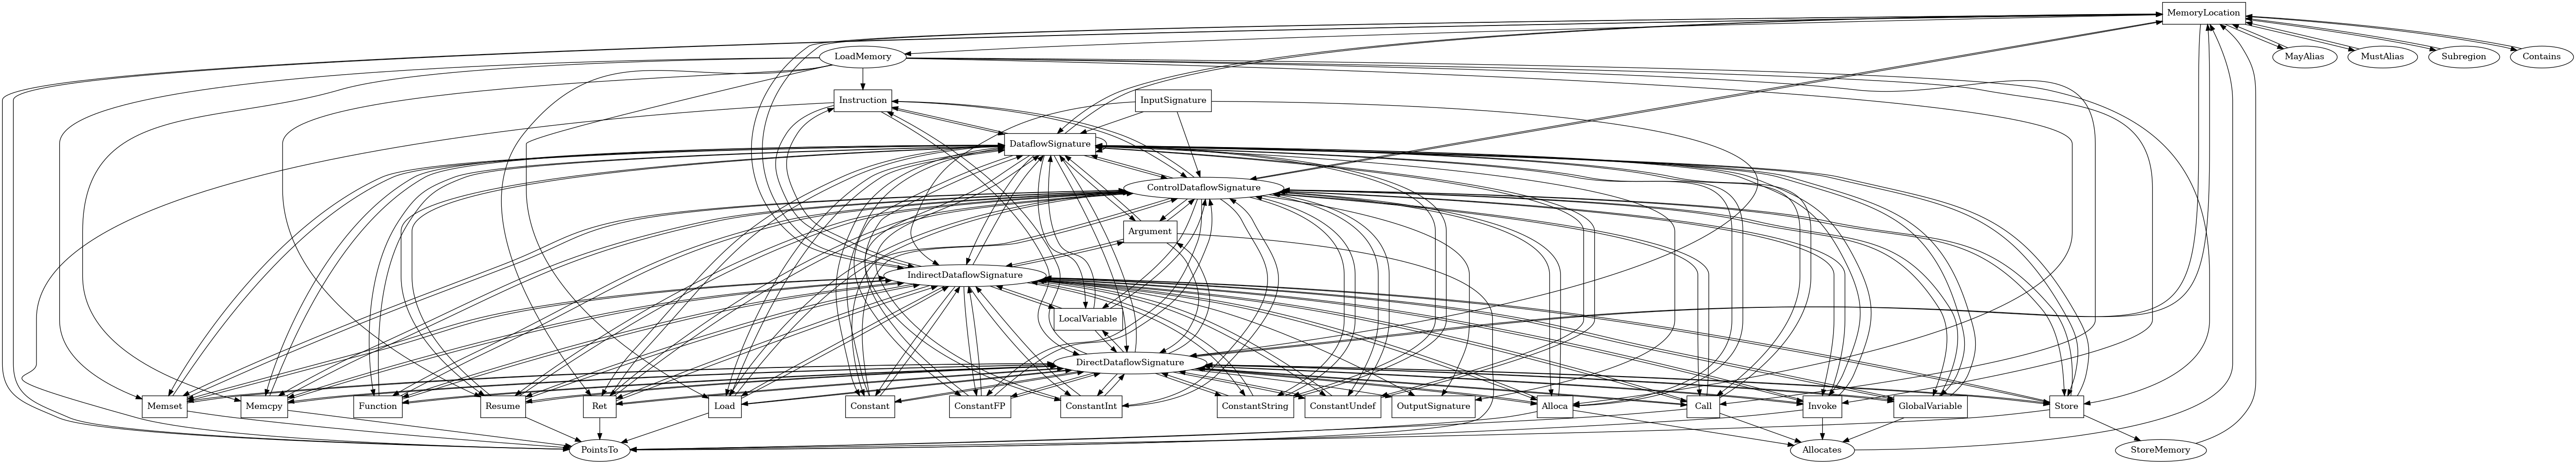 MemoryLocation
LoadMemory
MayAlias
MustAlias
Subregion
Contains
Instruction
InputSignature
DataflowSignature
ControlDataflowSignature
Argument
IndirectDataflowSignature
LocalVariable
DirectDataflowSignature
Memset
Memcpy
Function
Resume
Ret
Load
Constant
ConstantFP
ConstantInt
ConstantString
ConstantUndef
OutputSignature
Alloca
Call
Invoke
GlobalVariable
Store
PointsTo
Allocates
StoreMemory